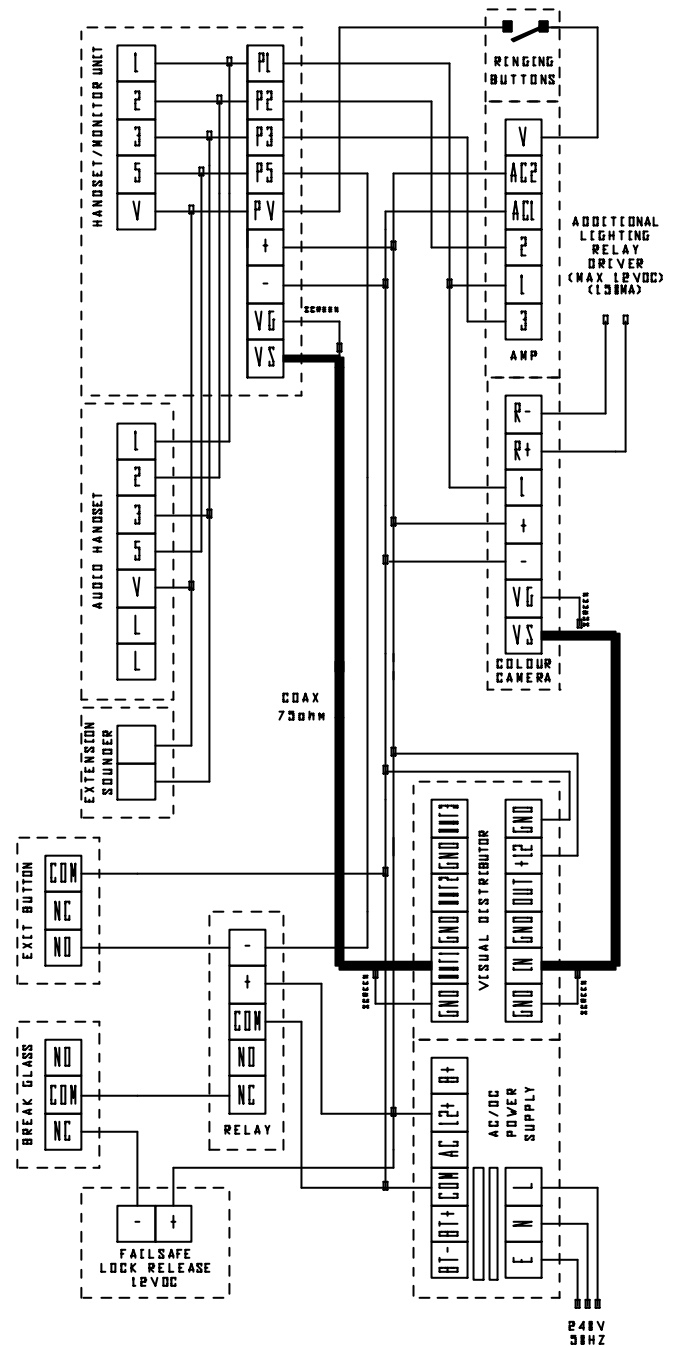 HANDSET/MONITOR UNIT
1
2
3
5
V
P1
P2
P3
P5
PV
+
-
VG
VS
SCREEN
RINGING
BUTTONS
V
AC2
AC1
2
1
3
AMP
ADDITIONAL
LIGHTING
RELAY
DRIVER
(MAX 12VDC)
(150MA)
R-
R+
1
+
-
VG
VS
SCREEN
COLOUR
CAMERA
AUDIO HANDSET
1
2
3
5
V
L
L
COAX
75ohm
EXTENSION
SOUNDER
EXIT BUTTON
COM
NC
NO
-
+
COM
NO
NC
RELAY
BREAK GLASS
NO
COM
NC
-
+
FAILSAFE
LOCK RELEASE
12VDC
VISUAL DISTRIBUTOR
OUT3
GND
OUT2
GND
OUT1
GND
GND
+12
OUT
GND
IN
GND
SCREEN
SCREEN
AC/DC
POWER
SUPPLY
A+
12+
AC
COM
BT+
BT-
L
N
E
240V
50HZ